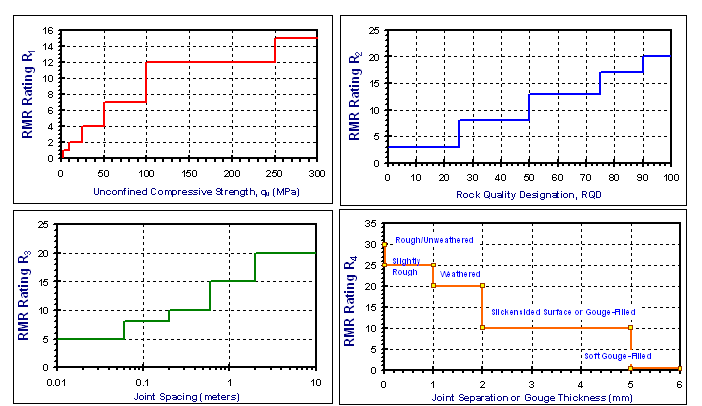 RMR Rating R1
16
14
12
10
8
6
4
2
0
0 50 100 150 200 250 300
Unconfined Compressive Strength, qu (MPa)
RMR Rating R2
25
20
15
10
5
0
0 10 20 30 40 50 60 70 80 90 100
Rock Quality Designation, RQD
RMR Rating R3
25
20
15
10
5
0
0.01 0.1 1 10
Joint Spacing (meters)
RMR Rating R4
35
30
25
20
15
10
5
0
Rough/Unweathered
Slightly
Rough
Weathered
Slickensided Surface or Gouge-Filled
Soft Gouge-Filled
0 1 2 3 4 5 6
Joint Separation or Gouge Thickness (mm)